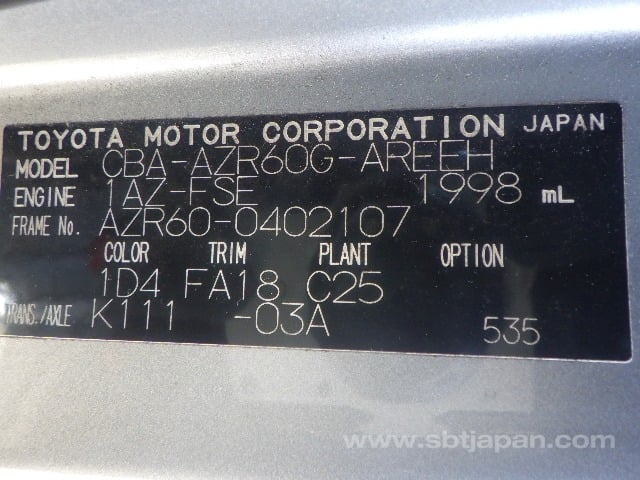 TOYOTA MOTOR CORPORATION JAPAN
MODEL CBA-AZR60G-AREEH
ENGINE 1AZ-FSE 1998 mL
FRAME No. AZR60-0402107
COLOR TRIM PLANT OPTION
1D4 FA18 C25
TRANS./AXLE K111 -03A 535
www.sbtjapan.com